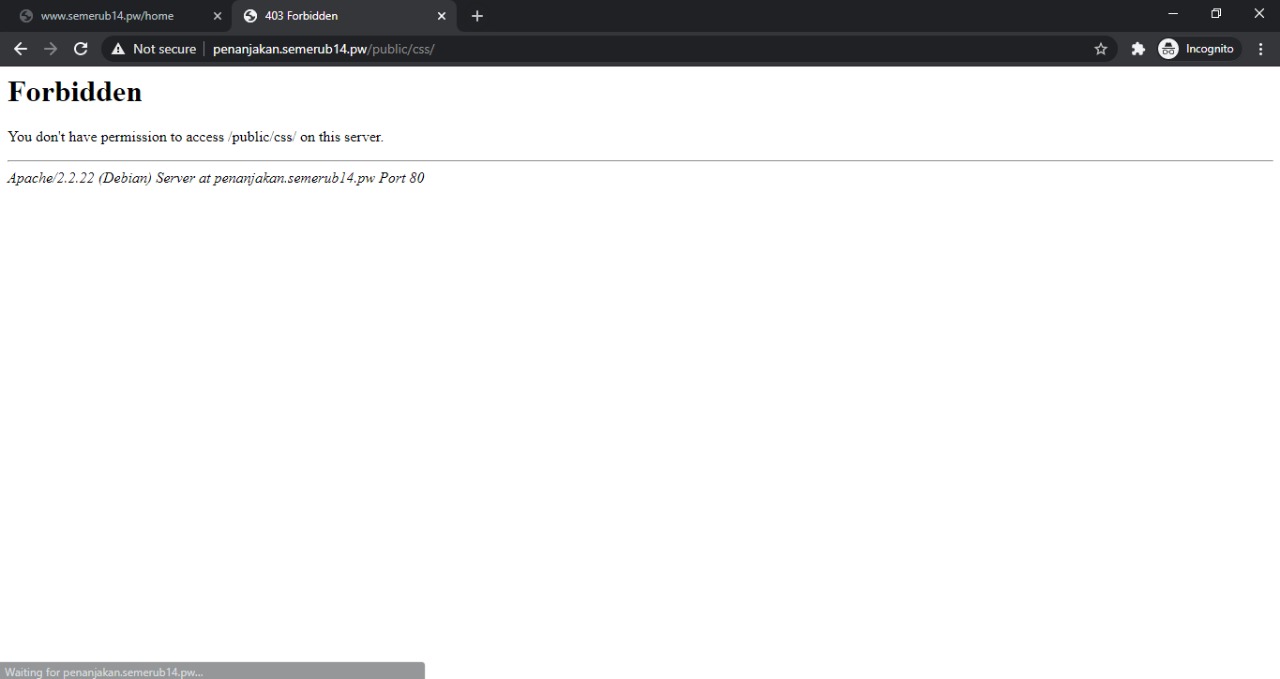 www.semerub14.pw/home
403 Forbidden
Not secure
penanjakan.semerub14.pw/public/css/
Incognito
Forbidden
You don't have permission to access /public/css/ on this server.
Apache/2.2.22 (Debian) Server at penanjakan.semerub14.pw Port 80
Waiting for penanjakan.semerub14.pw...